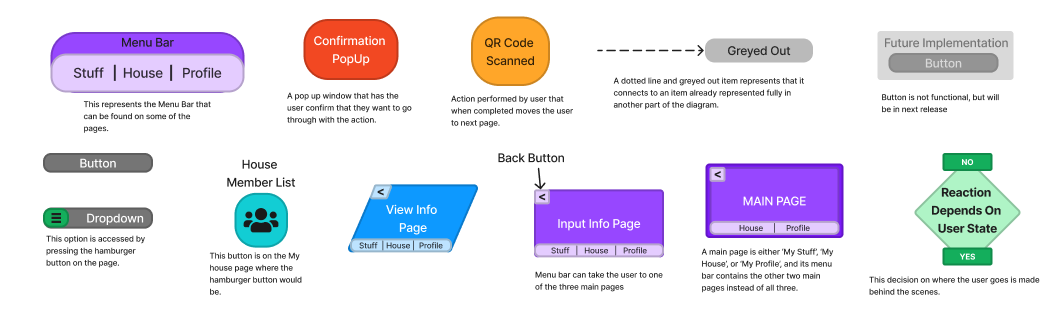 Menu Bar
Stuff | House | Profile
This represents the Menu Bar that
can be found on some of the
pages.
Confirmation
PopUp
A pop up window that has the
user confirm that they want to go
through with the action.
QR Code
Scanned
Action performed by user that
when completed moves the user
to next page.
Greyed Out
A dotted line and greyed out item represents that it
connects to an item already represented fully in
another part of the diagram.
Future Implementation
Button
Button is not functional, but will
be in next release
Button
Dropdown
This option is accessed by
pressing the hamburger
button on the page.
House
Member List
This button is on the My
house page where the
hamburger button would
be.
<
View Info
Page
Stuff | House | Profile
Back Button
<
Input Info Page
Stuff | House | Profile
Menu bar can take the user to one
of the three main pages
<
MAIN PAGE
House | Profile
A main page is either 'My Stuff', 'My
House', or 'My Profile', and its menu
bar contains the other two main
pages instead of all three.
NO
Reaction
Depends On
User State
YES
This decision on where the user goes is made
behind the scenes.